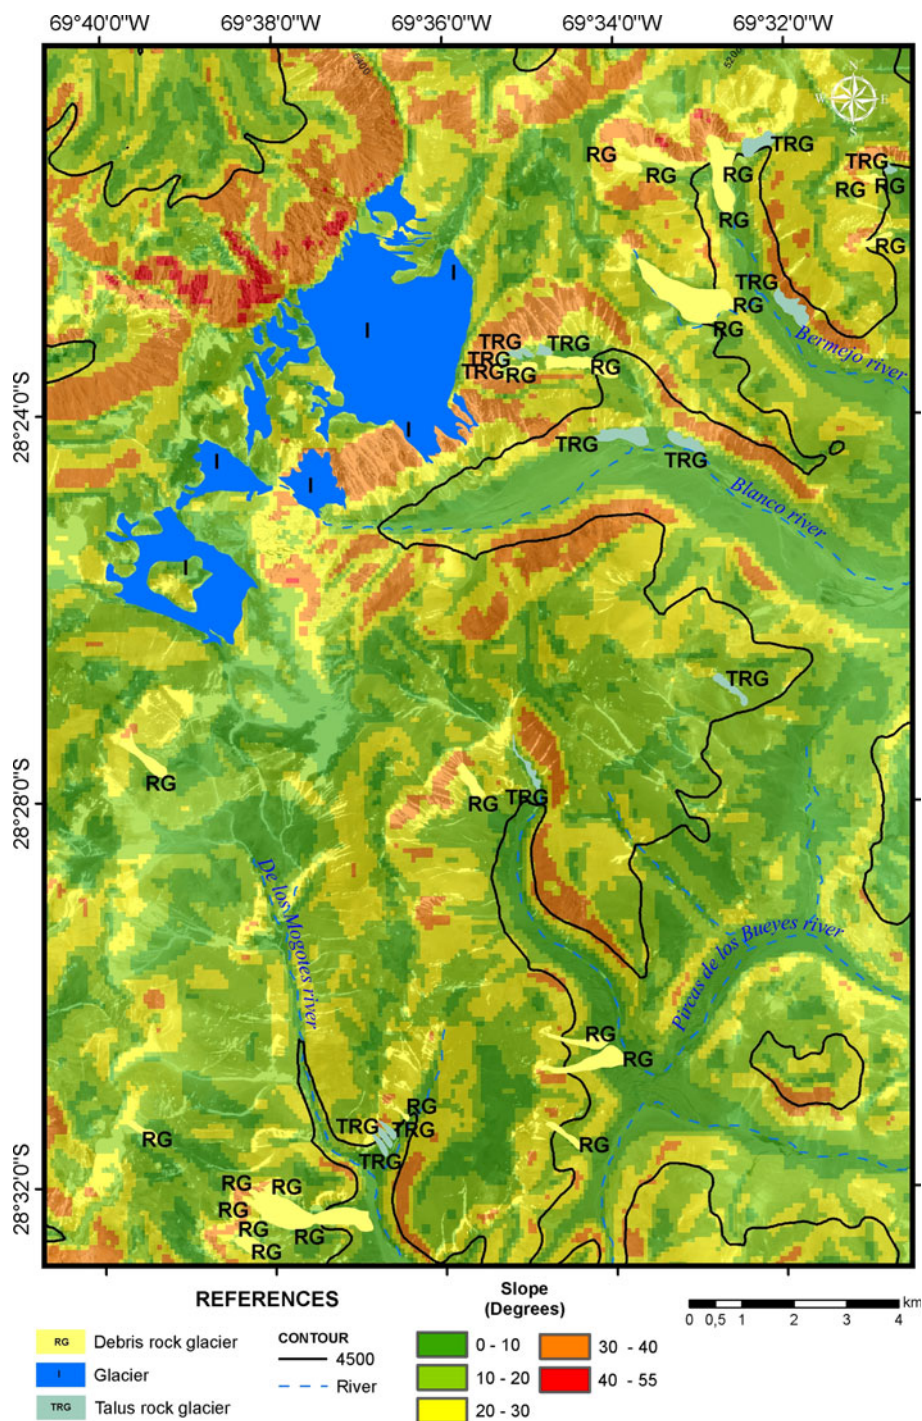 69°40'0"W 69°38'0"W 69°36'0"W 69°34'0"W 69°32'0"W
5400
5200
N
W E
S
RG
TRG
RG
RG
TRG
RG
RG
RG
RG
TRG
RG
RG
Bermejo river
I
I
TRG
TRG
TRG
TRG
RG
RG
28°24'0"S
I
TRG
TRG
I
I
Blanco river
I
TRG
RG
RG
TRG
28°28'0"S
De los Mogotes river
Pircas de los Bueyes river
RG
RG
RG
TRG
TRG
RG
TRG
RG
28°32'0"S
RG
RG
RG
RG
RG
RG
REFERENCES
RG Debris rock glacier
I Glacier
TRG Talus rock glacier
CONTOUR
4500
River
Slope
(Degrees)
0 - 10
10 - 20
20 - 30
30 - 40
40 - 55
km
0 0,5 1 2 3 4